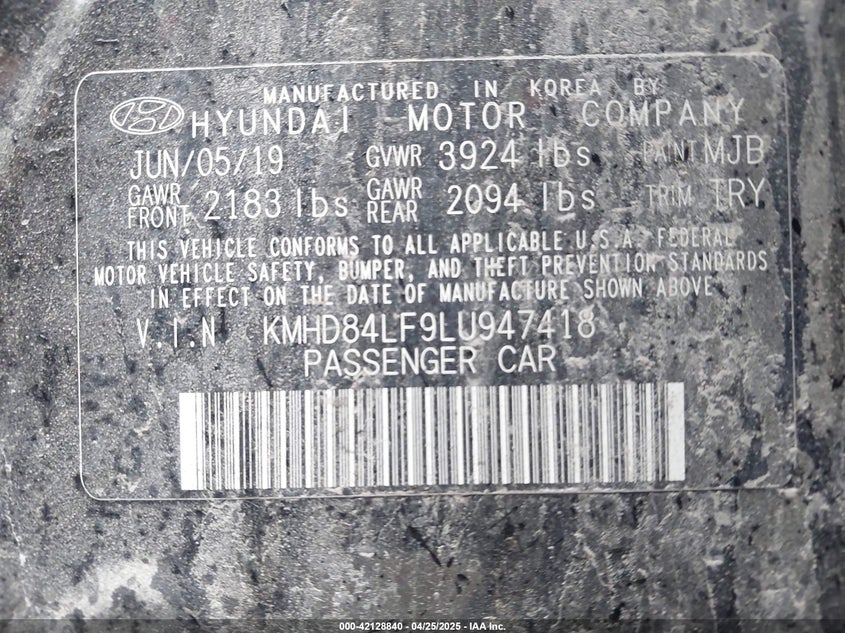 MANUFACTURED IN KOREA BY
HYUNDAI MOTOR COMPANY
JUN/05/19 GVWR 3924 lbs PAINT MJB
GAWR FRONT 2183 lbs GAWR REAR 2094 lbs TRIM TRY
THIS VEHICLE CONFORMS TO ALL APPLICABLE U.S.A. FEDERAL
MOTOR VEHICLE SAFETY, BUMPER, AND THEFT PREVENTION STANDARDS
IN EFFECT ON THE DATE OF MANUFACTURE SHOWN ABOVE
V.I.N KMHD84LF9LU947418
PASSENGER CAR
000-42128840 - 04/25/2025 - IAA Inc.